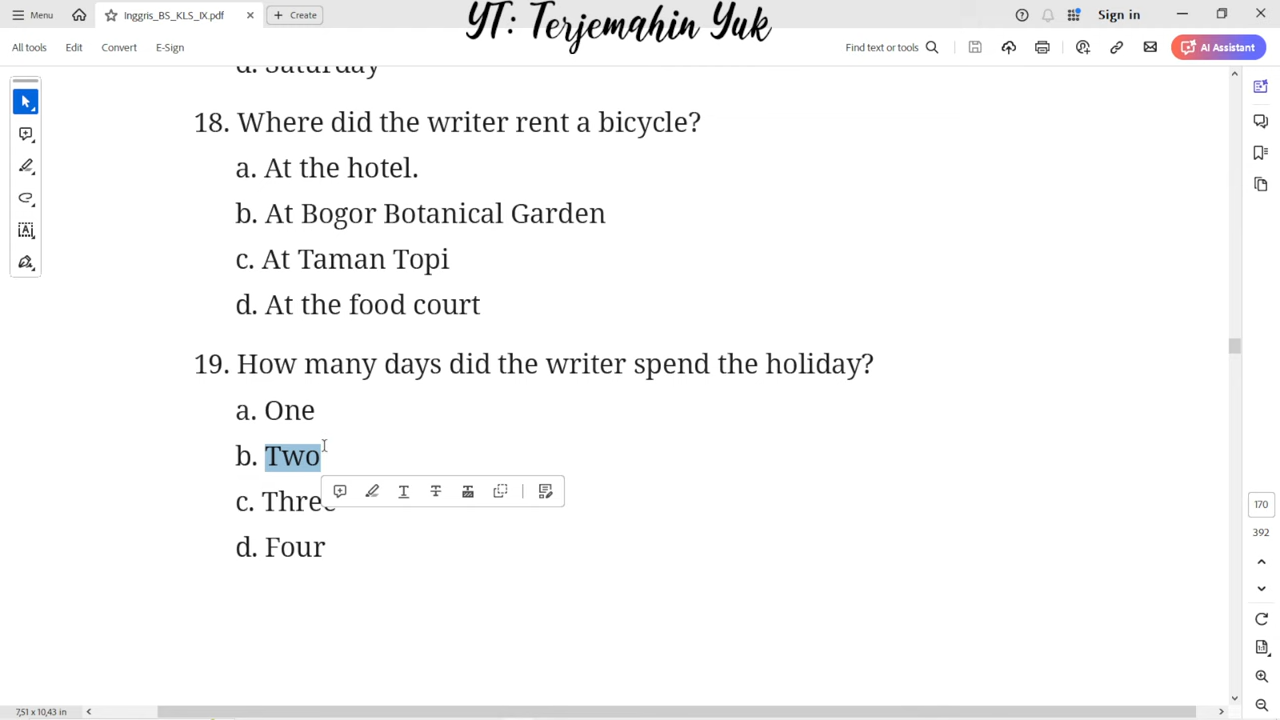 Menu
Inggris_BS_KLS_IX.pdf
Create
YT: Terjemahin Yuk
Sign in
All tools
Edit
Convert
E-Sign
Find text or tools
AI Assistant
d. Saturday
18. Where did the writer rent a bicycle?
a. At the hotel.
b. At Bogor Botanical Garden
c. At Taman Topi
d. At the food court
19. How many days did the writer spend the holiday?
a. One
b. Two
c. Three
d. Four
170
392
7,51 x 10,43 in